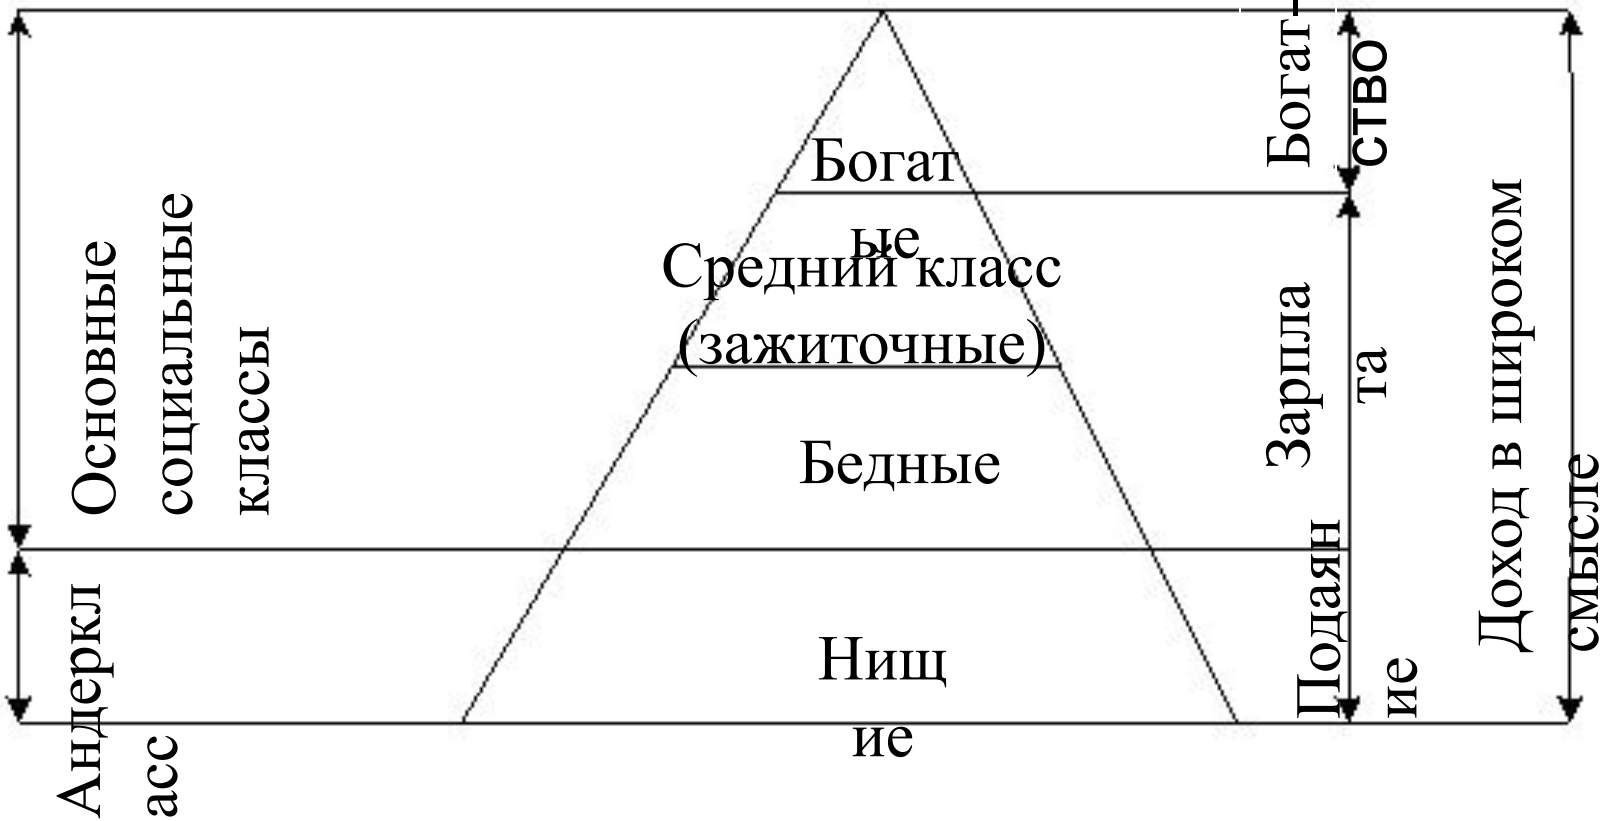 Основные
социальные
классы
Андеркл
асс
Богат
ые
Средний класс
(зажиточные)
Бедные
Нищ
ие
Богат-
ство
Зарпла
та
Подаян
ие
Доход в широком
смысле